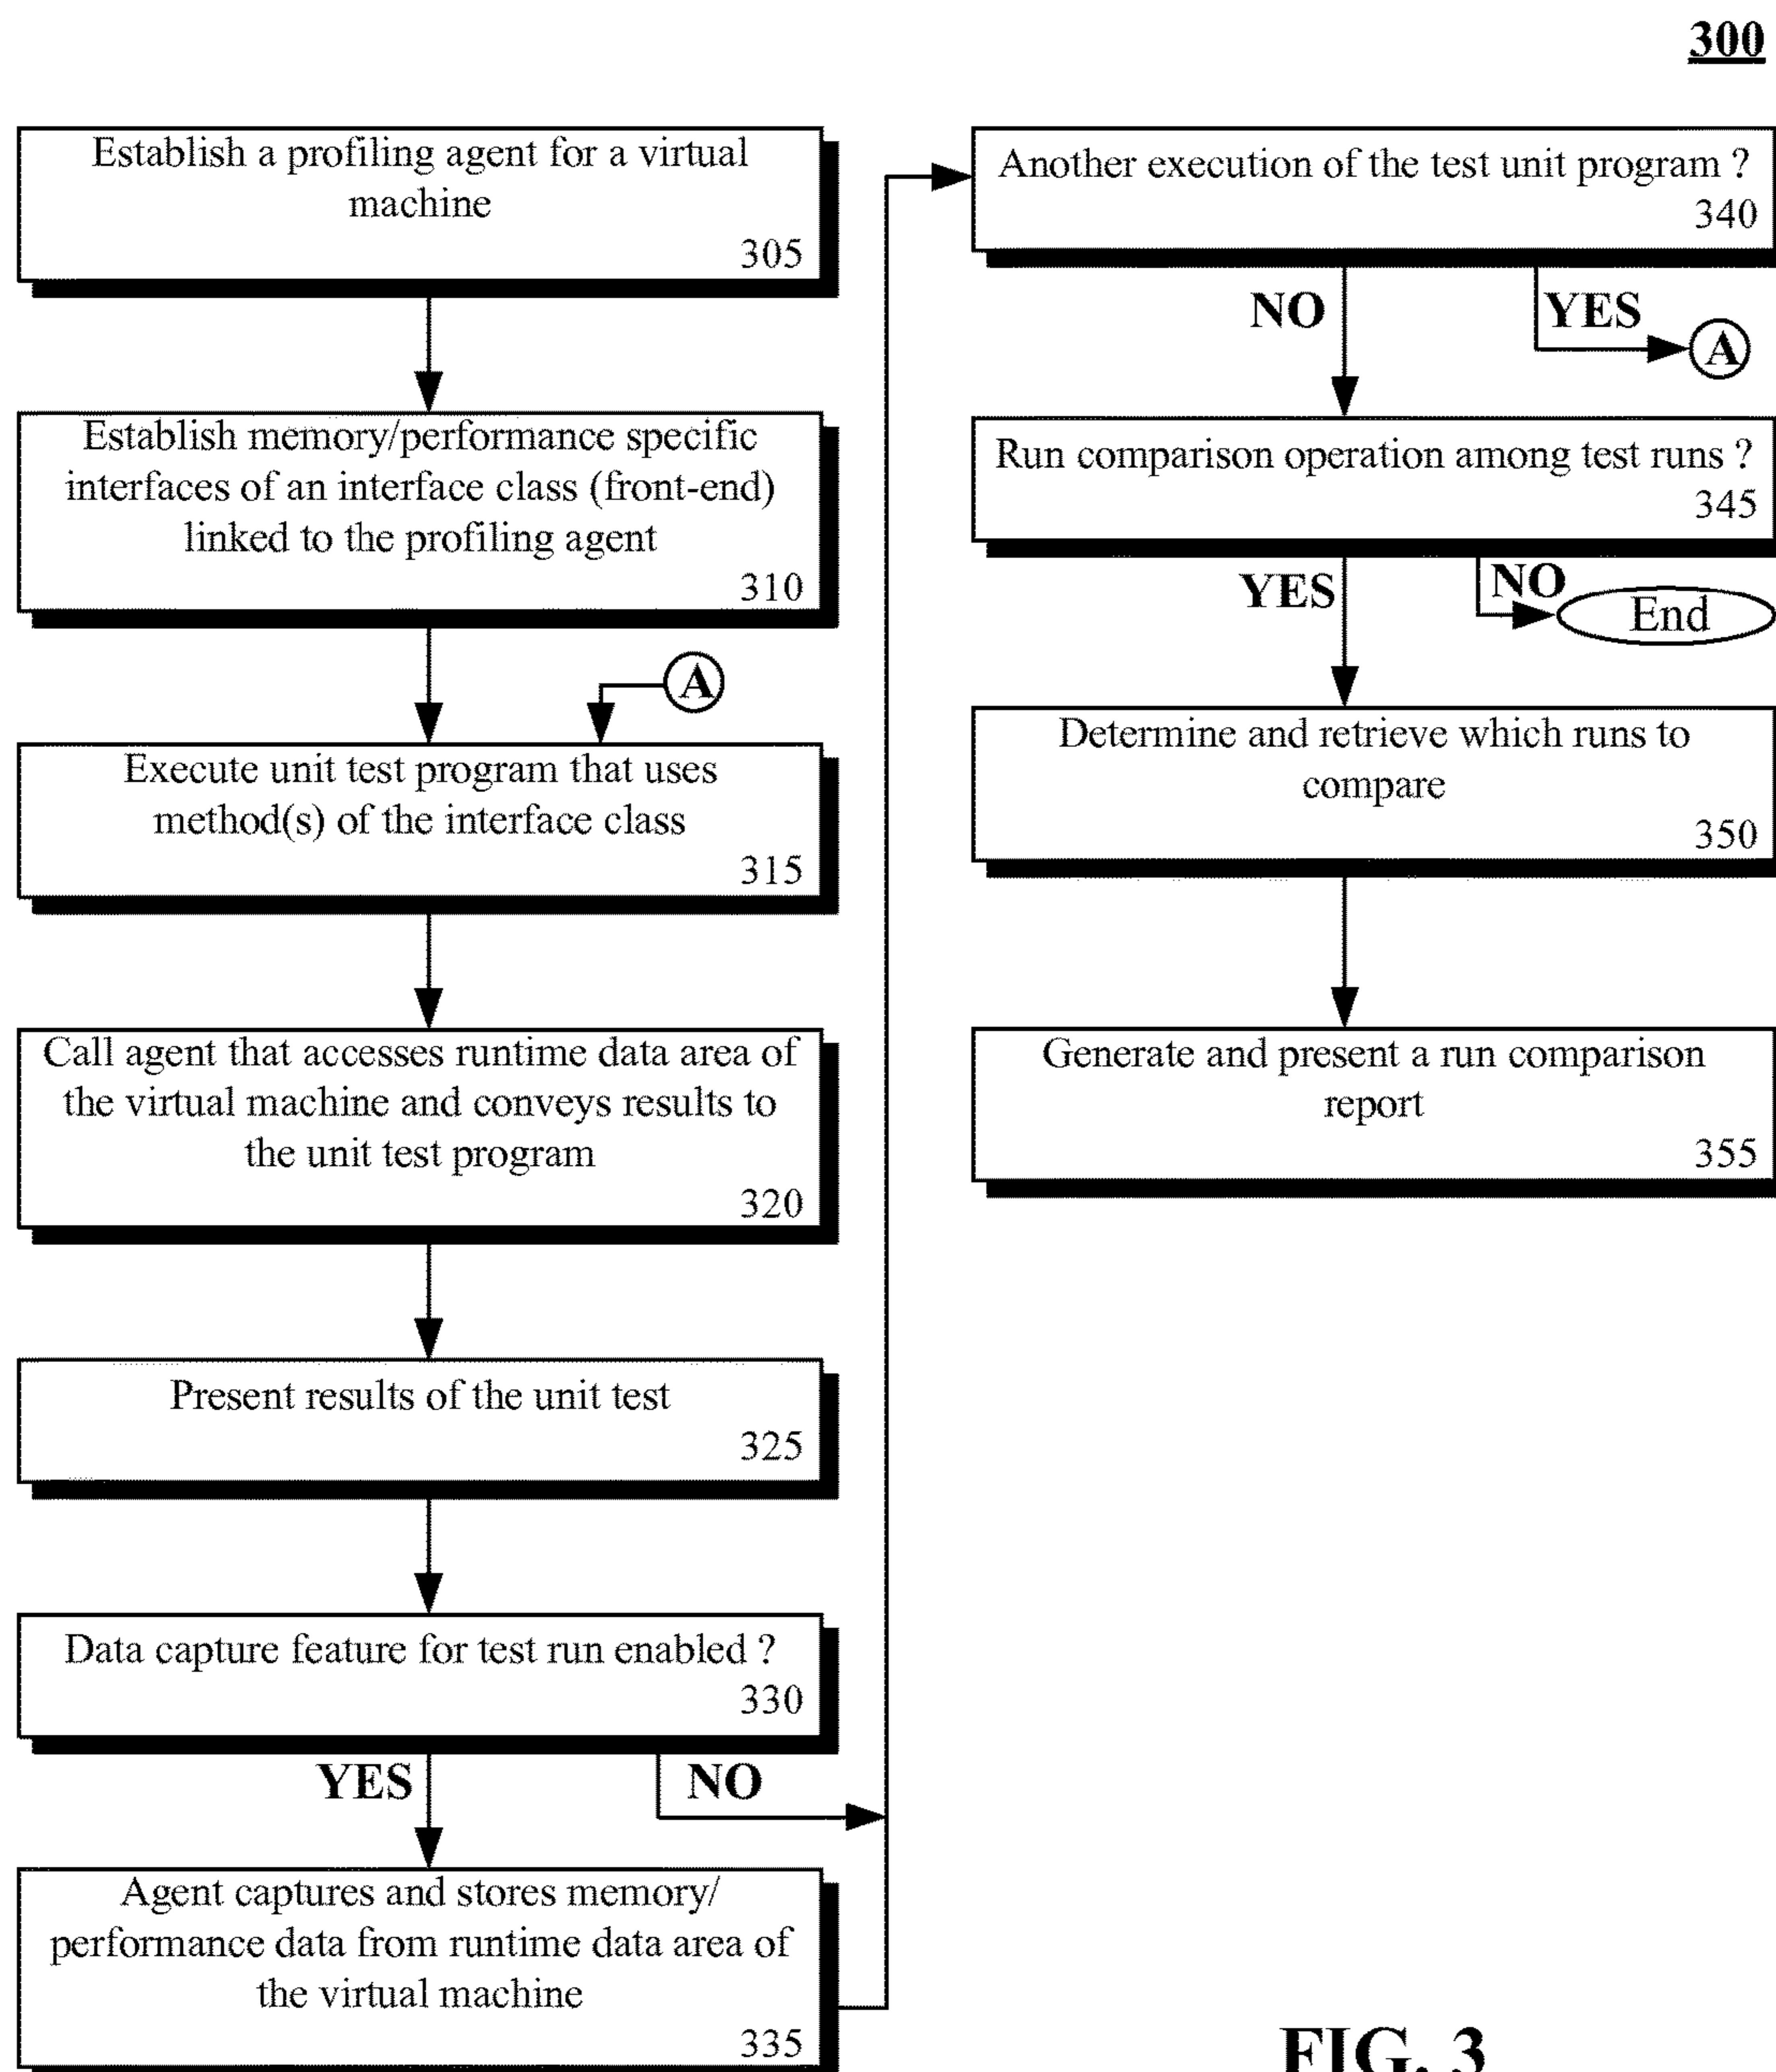 300
Establish a profiling agent for a virtual
machine
305
Establish memory/performance specific
interfaces of an interface class (front-end)
linked to the profiling agent
310
A
Execute unit test program that uses
method(s) of the interface class
315
Call agent that accesses runtime data area of
the virtual machine and conveys results to
the unit test program
320
Present results of the unit test
325
Data capture feature for test run enabled ?
330
YES
NO
Agent captures and stores memory/
performance data from runtime data area of
the virtual machine
335
Another execution of the test unit program ?
340
NO
YES
A
Run comparison operation among test runs ?
345
YES
NO
End
Determine and retrieve which runs to
compare
350
Generate and present a run comparison
report
355
FIG. 3